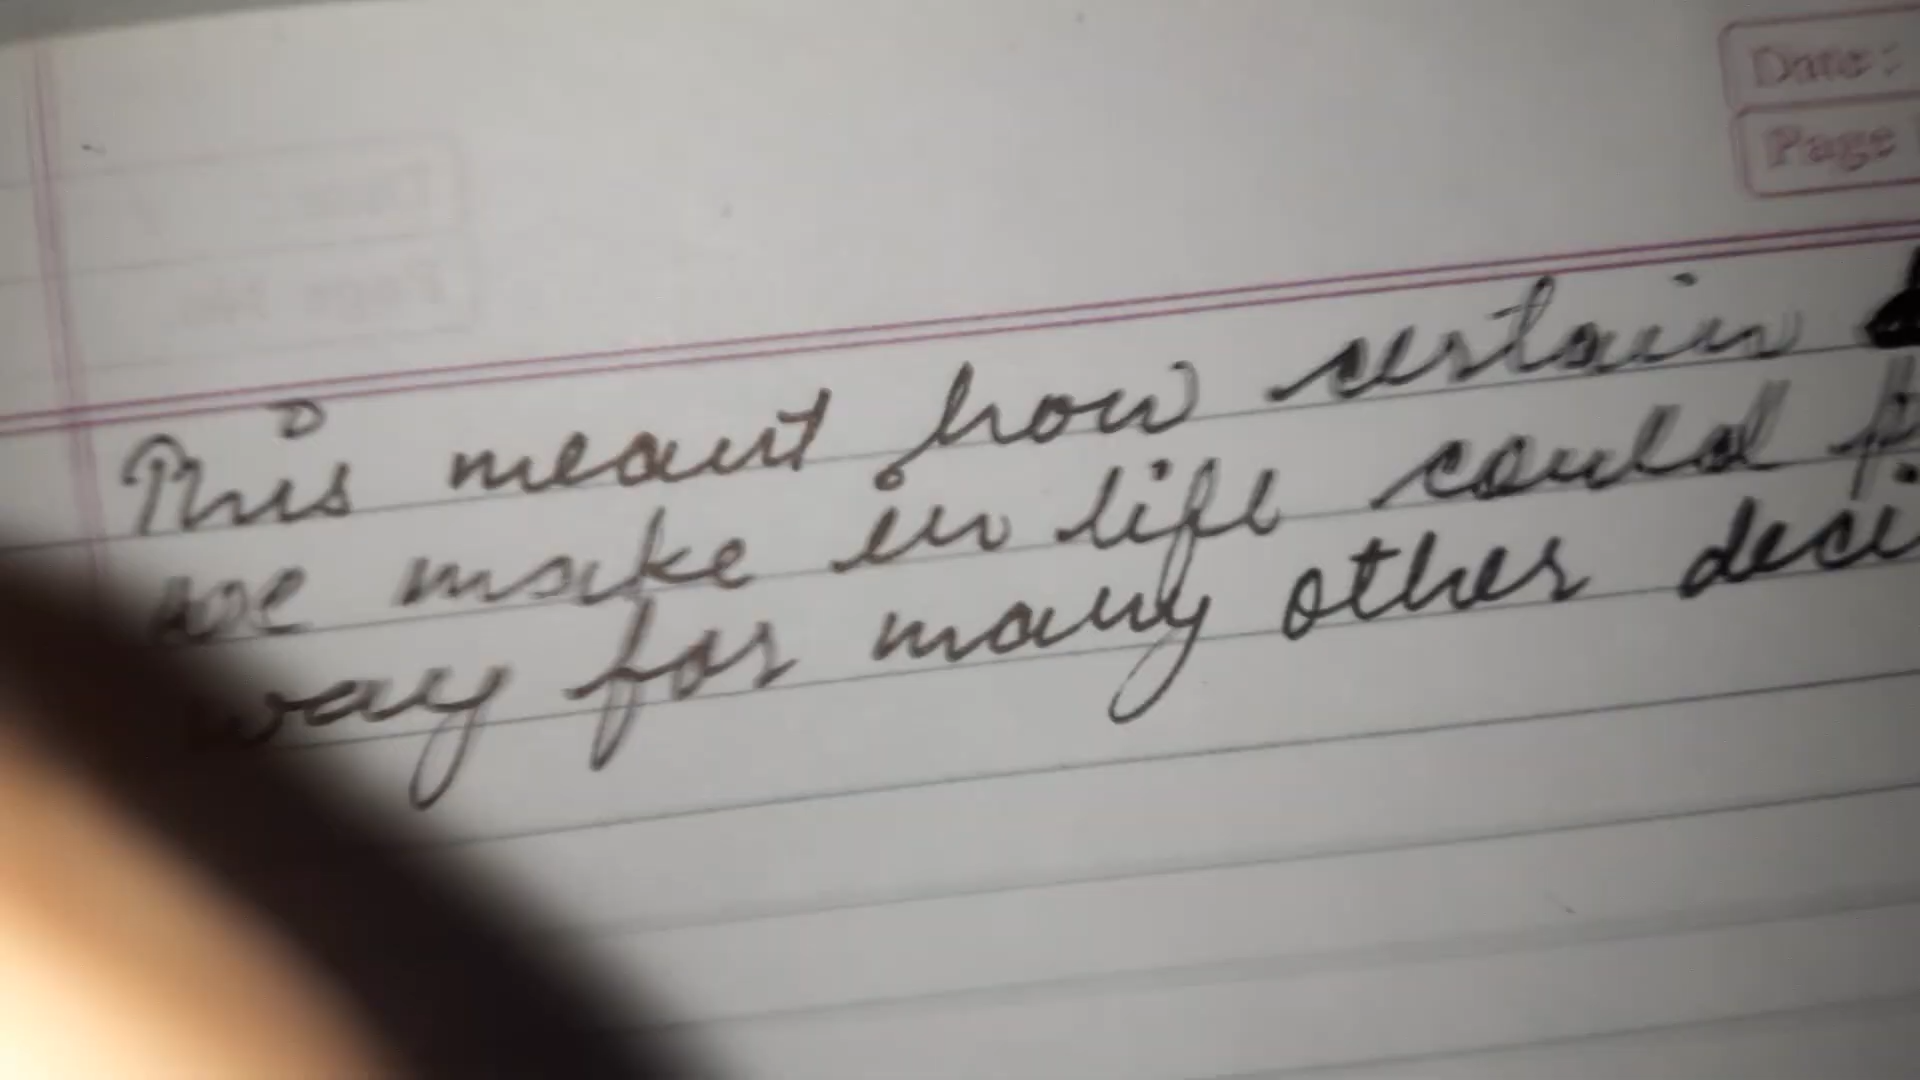 Date:
Page
This meant how certain
we make in life could
way for many other deci